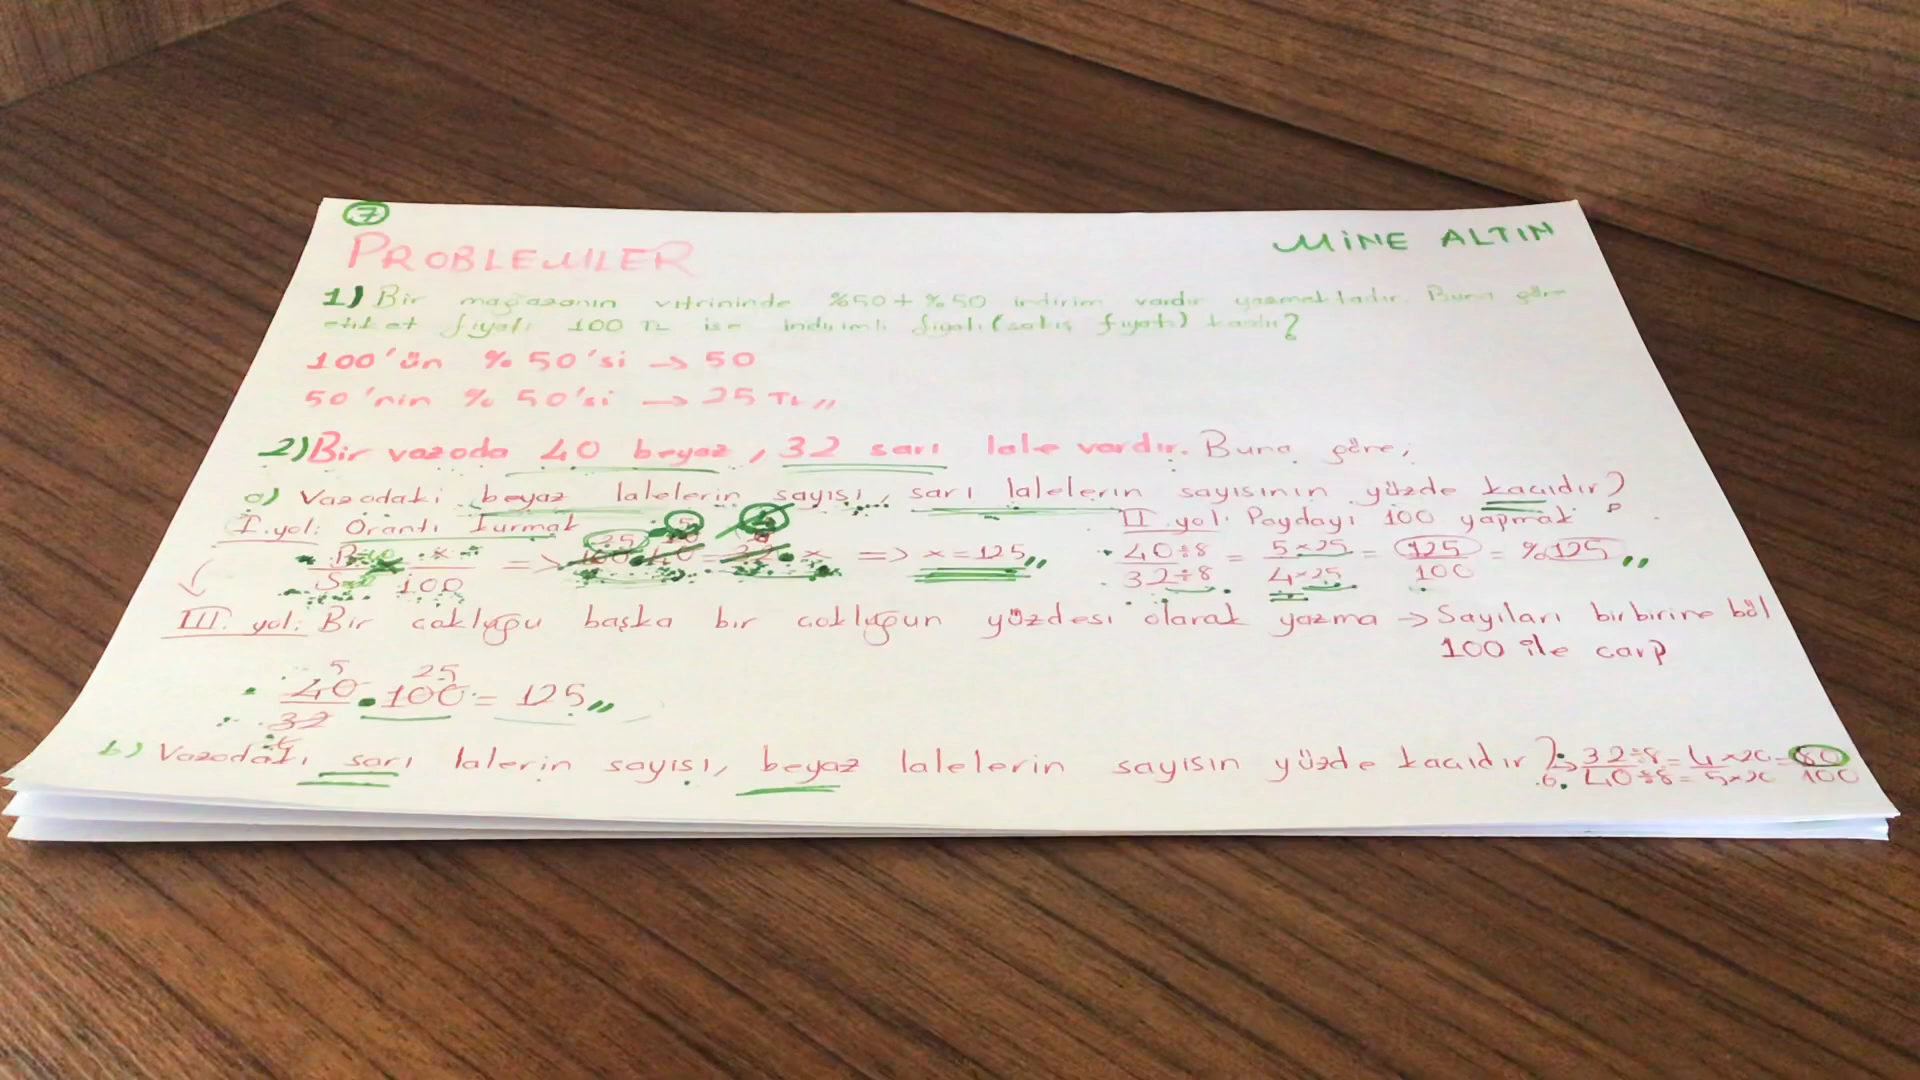 7
PROBLEMLER
MİNE ALTIN
1) Bir mağazanın vitrininde %50+%50 indirim vardır yazmaktadır. Buna göre
etiket fiyatı 100 TL ise indirimli fiyatı (satış fiyatı) kaçtır?
100'ün %50'si → 50
50'nin %50'si → 25 TL,,
2) Bir vazoda 40 beyaz, 32 sarı lale vardır. Buna göre;
a) Vazodaki beyaz lalelerin sayısı, sarı lalelerin sayısının yüzde kaçıdır?
I. yol: Orantı kurmak
x/100 => => x=125,,
II. yol: Paydayı 100 yapmak
40÷8/32÷8 = 5×25/4×25 = 125/100 = %125,,
III. yol: Bir çokluğu başka bir çokluğun yüzdesi olarak yazma → Sayıları birbirine böl
100 ile çarp
5 25
40/32 . 100 = 125,,
4
b) Vazodaki sarı lalerin sayısı, beyaz lalelerin sayısın yüzde kaçıdır? → 32÷8/40÷8 = 4×20/5×20 = 80/100